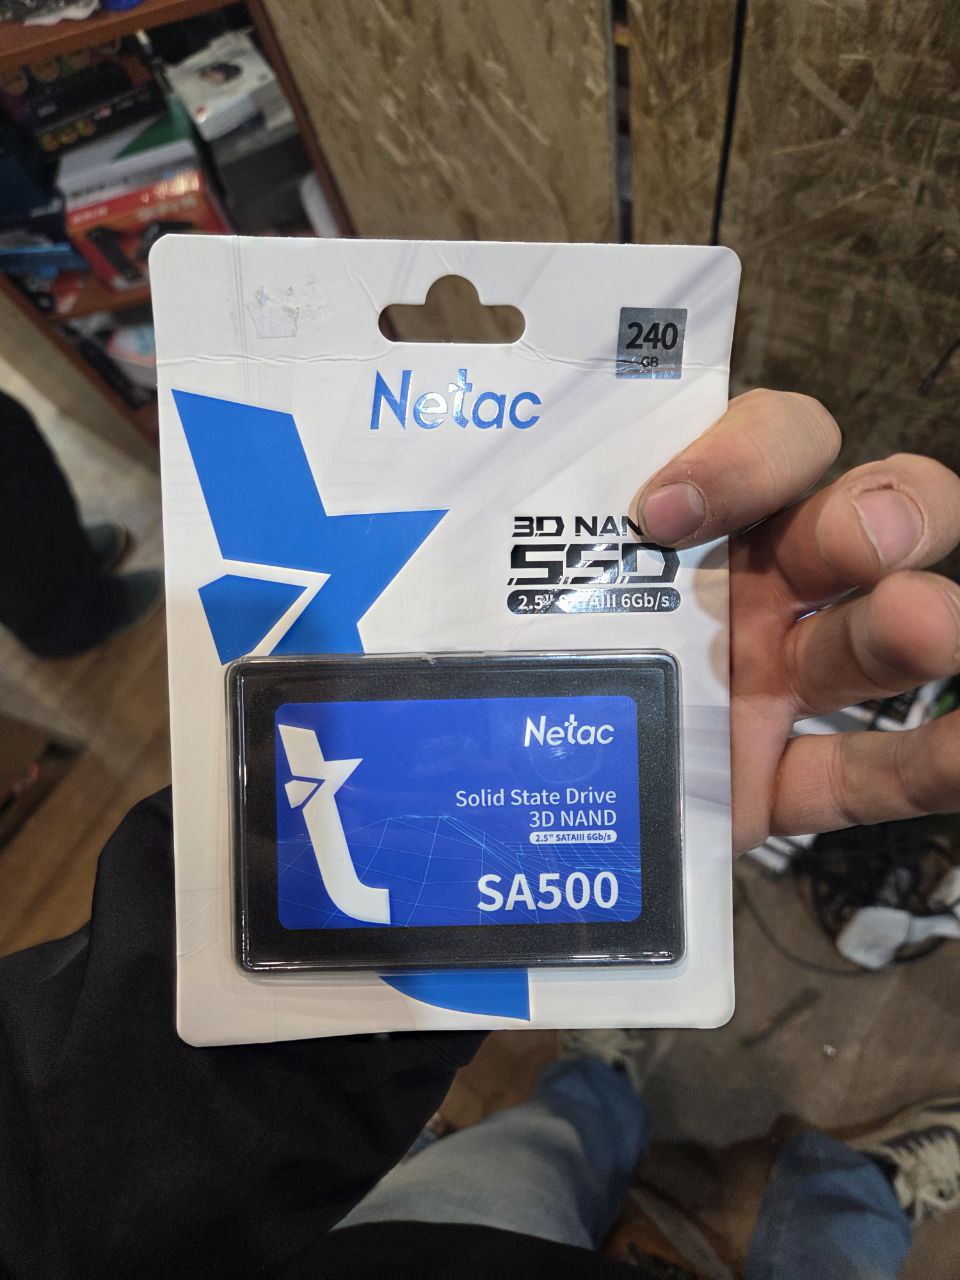 240
GB
Netac
3D NAN
SSD
2.5" SATAIII 6Gb/s
Netac
Solid State Drive
3D NAND
2.5" SATAIII 6Gb/s
SA500